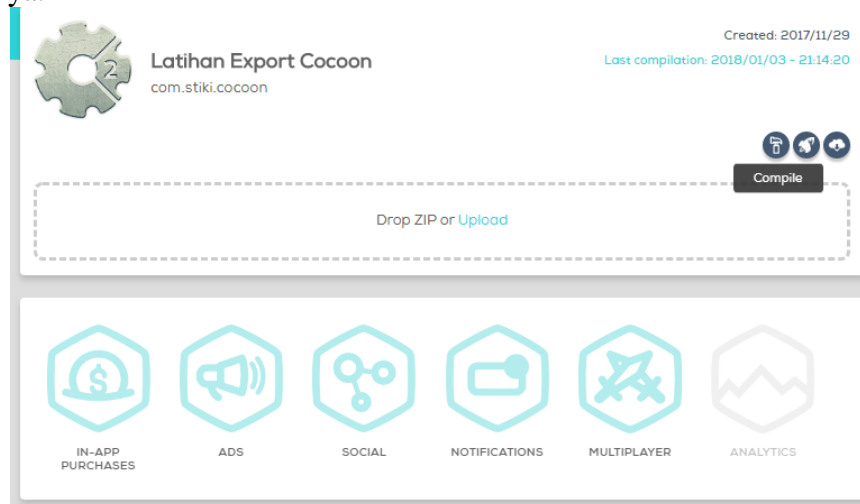 Created: 2017/11/29
Latihan Export Cocoon
Last compilation: 2018/01/03 - 21:14:20
com.stiki.cocoon
2
Compile
Drop ZIP or Upload
$
IN-APP
PURCHASES
ADS
SOCIAL
NOTIFICATIONS
MULTIPLAYER
ANALYTICS